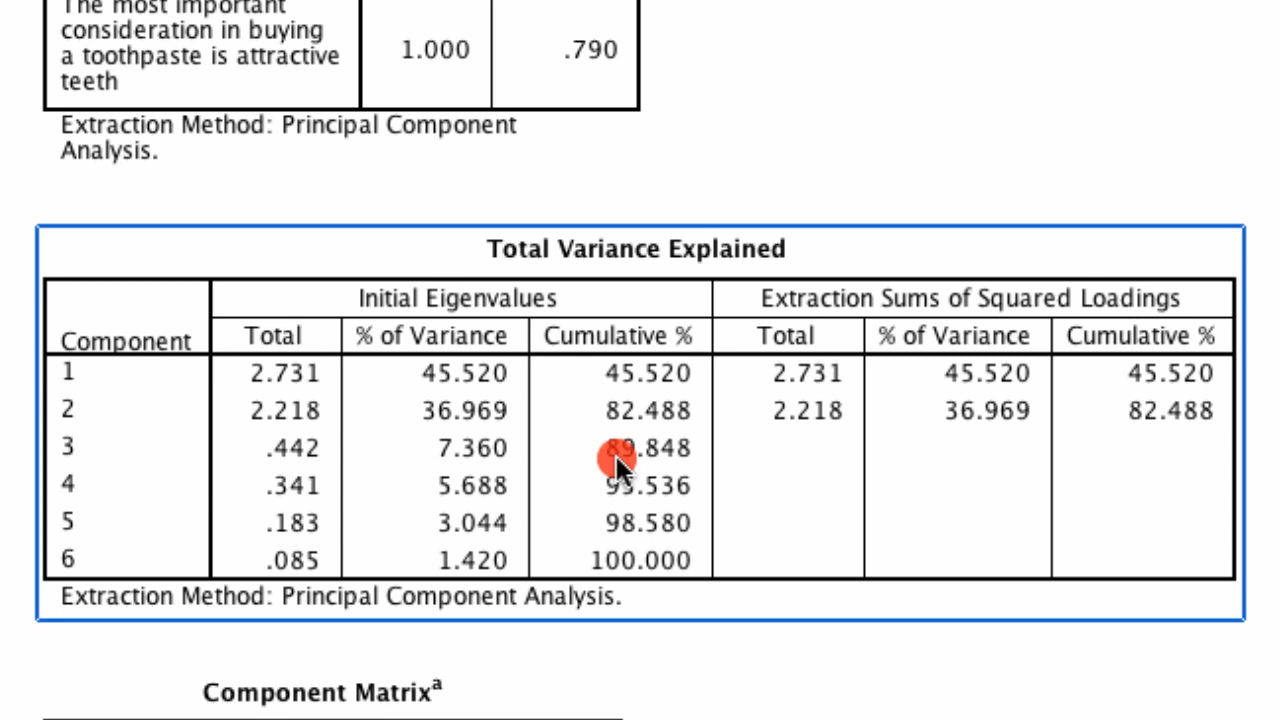 The most important
consideration in buying
a toothpaste is attractive
teeth
1.000 .790
Extraction Method: Principal Component
Analysis.
Total Variance Explained
Initial Eigenvalues Extraction Sums of Squared Loadings
Component Total % of Variance Cumulative % Total % of Variance Cumulative %
1 2.731 45.520 45.520 2.731 45.520 45.520
2 2.218 36.969 82.488 2.218 36.969 82.488
3 .442 7.360 89.848
4 .341 5.688 95.536
5 .183 3.044 98.580
6 .085 1.420 100.000
Extraction Method: Principal Component Analysis.
Component Matrixa